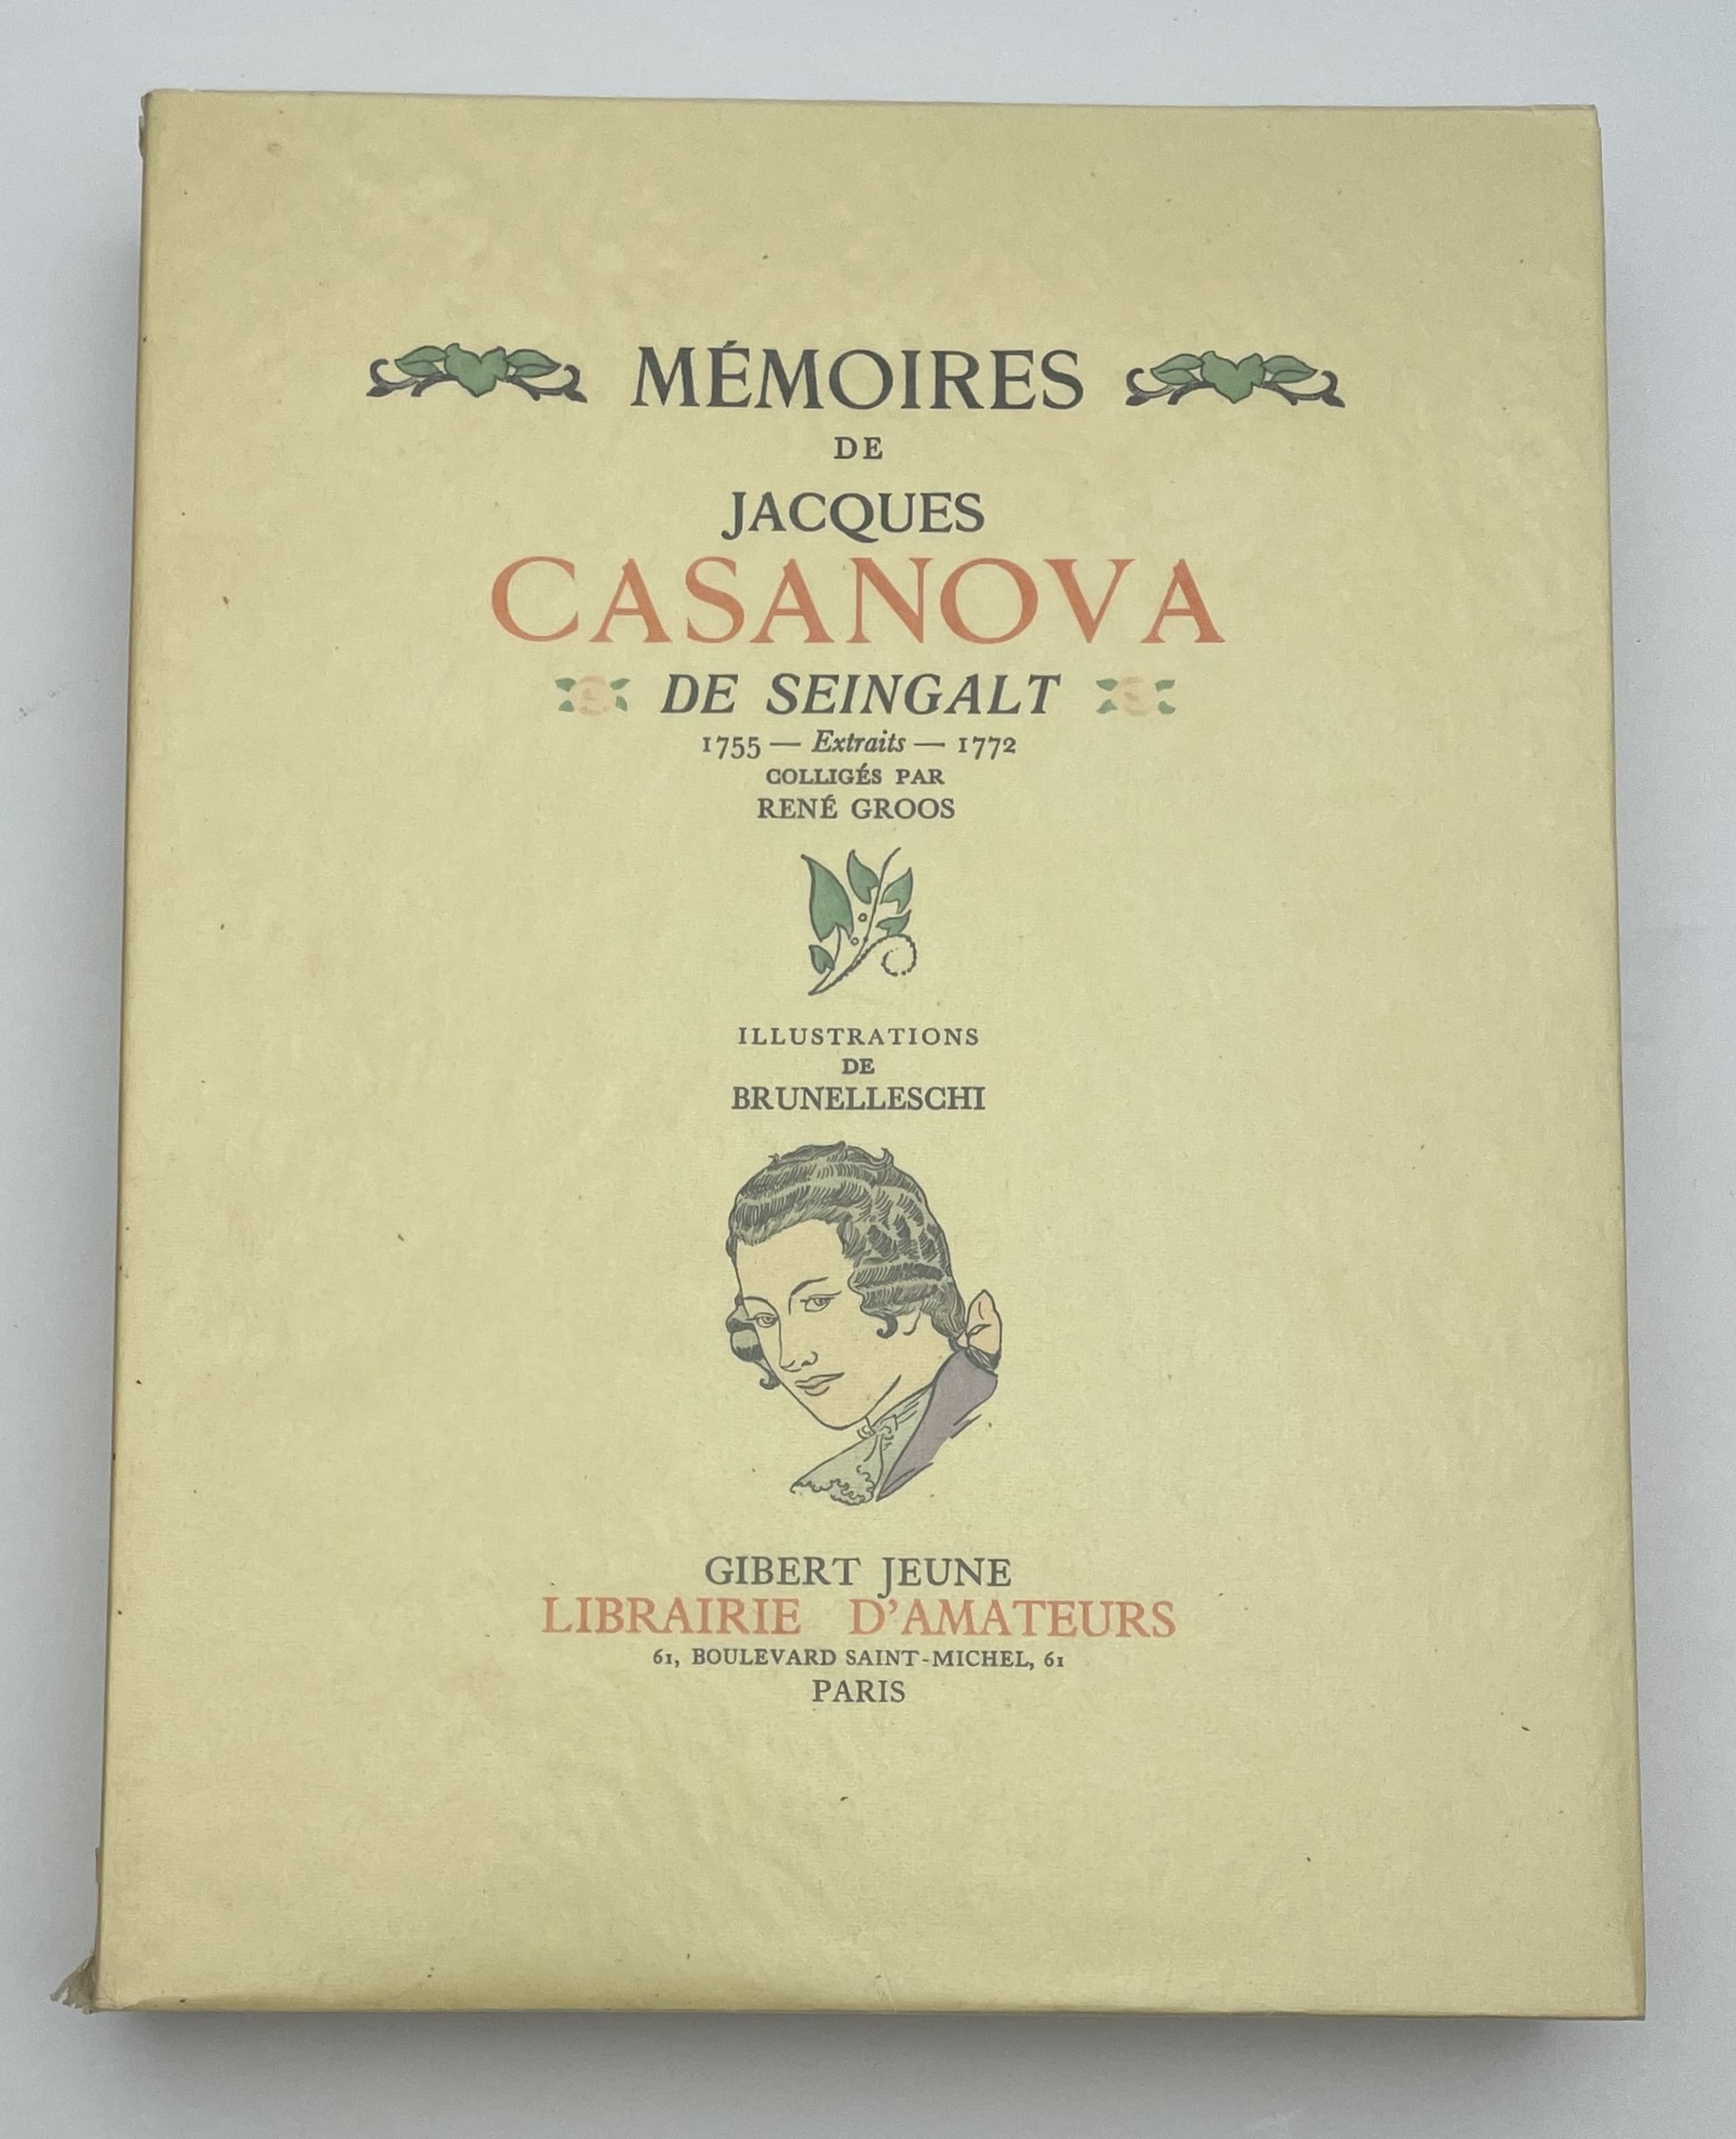 MÉMOIRES
DE
JACQUES
CASANOVA
DE SEINGALT
1755 — Extraits — 1772
COLLIGÉS PAR
RENÉ GROOS
ILLUSTRATIONS
DE
BRUNELLESCHI
GIBERT JEUNE
LIBRAIRIE D'AMATEURS
61, BOULEVARD SAINT-MICHEL, 61
PARIS